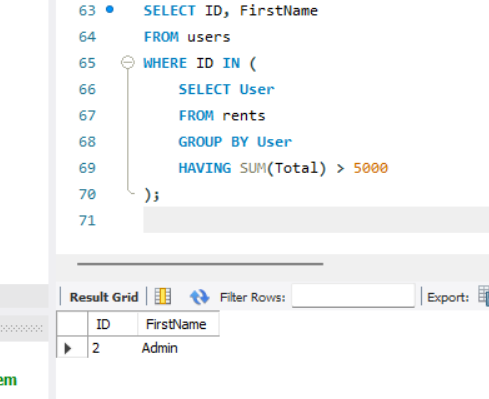 63 SELECT ID, FirstName
64 FROM users
65 WHERE ID IN (
66 SELECT User
67 FROM rents
68 GROUP BY User
69 HAVING SUM(Total) > 5000
70 );
71
Result Grid Filter Rows: Export:
ID FirstName
2 Admin
em